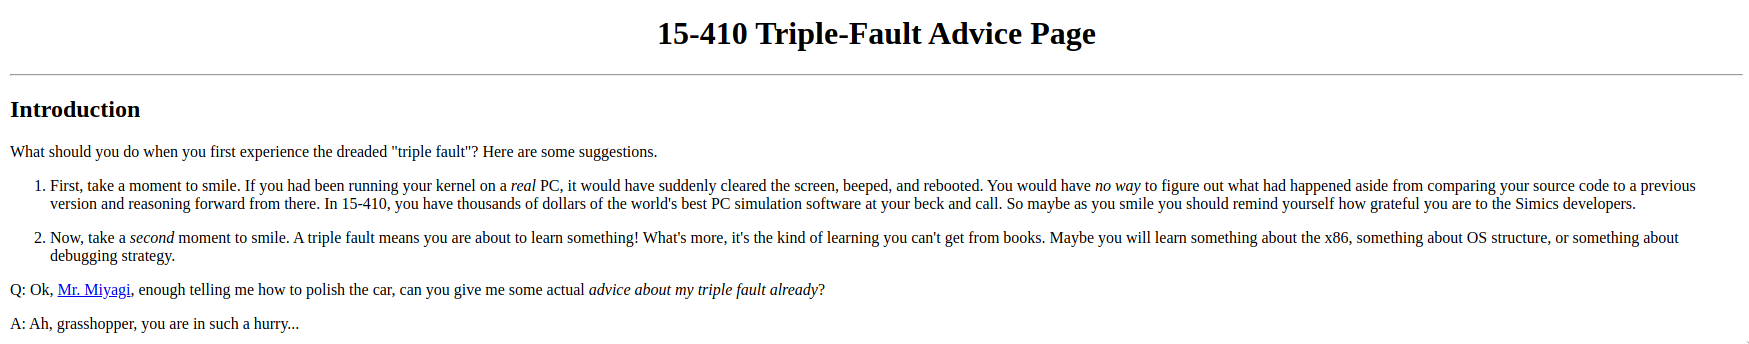 15-410 Triple-Fault Advice Page
Introduction
What should you do when you first experience the dreaded "triple fault"? Here are some suggestions.
1. First, take a moment to smile. If you had been running your kernel on a real PC, it would have suddenly cleared the screen, beeped, and rebooted. You would have no way to figure out what had happened aside from comparing your source code to a previous
version and reasoning forward from there. In 15-410, you have thousands of dollars of the world's best PC simulation software at your beck and call. So maybe as you smile you should remind yourself how grateful you are to the Simics developers.
2. Now, take a second moment to smile. A triple fault means you are about to learn something! What's more, it's the kind of learning you can't get from books. Maybe you will learn something about the x86, something about OS structure, or something about
debugging strategy.
Q: Ok, Mr. Miyagi, enough telling me how to polish the car, can you give me some actual advice about my triple fault already?
A: Ah, grasshopper, you are in such a hurry...